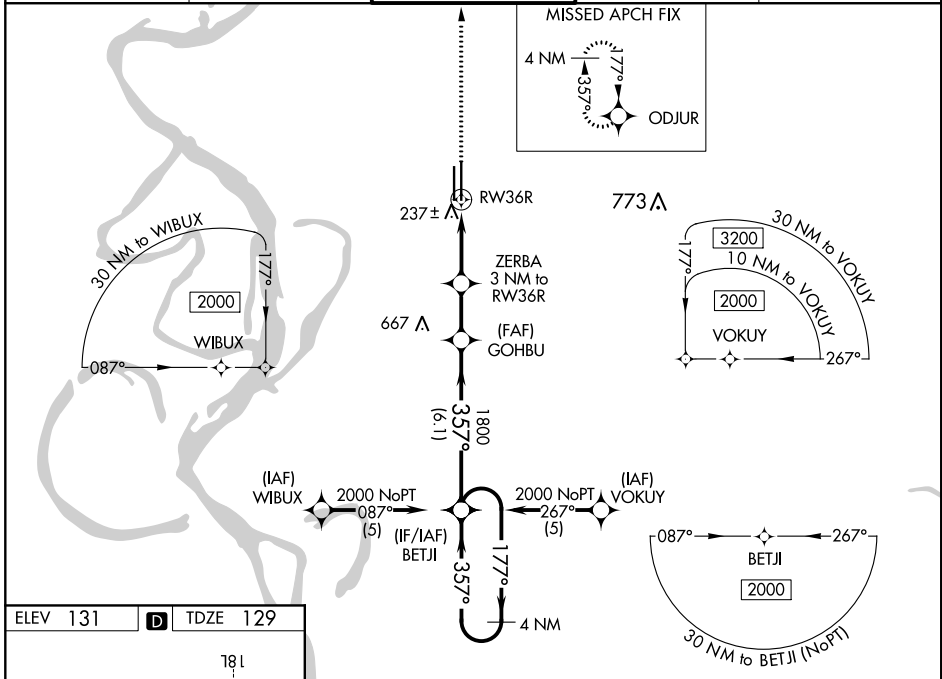 MISSED APCH FIX
4 NM
177°
357°
ODJUR
RW36R
237±
773
30 NM to WIBUX
177°
2000
WIBUX
087°
ZERBA
3 NM to
RW36R
667
(FAF)
GOHBU
30 NM to VOKUY
3200
10 NM to VOKUY
177°
2000
VOKUY
267°
1800
357°
(6.1)
(IAF)
WIBUX
2000 NoPT
087°
(5)
(IF/IAF)
BETJI
2000 NoPT
267°
(5)
(IAF)
VOKUY
177°
357°
4 NM
087°
267°
BETJI
2000
30 NM to BETJI (NoPT)
ELEV 131
D
TDZE 129
18L